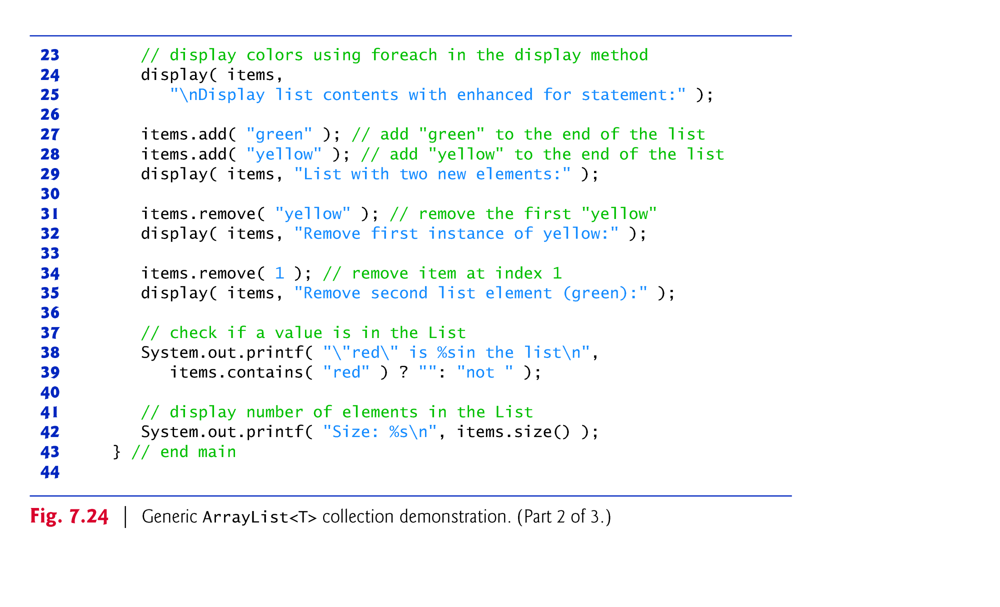 23 // display colors using foreach in the display method
24 display( items,
25 "\nDisplay list contents with enhanced for statement:" );
26
27 items.add( "green" ); // add "green" to the end of the list
28 items.add( "yellow" ); // add "yellow" to the end of the list
29 display( items, "List with two new elements:" );
30
31 items.remove( "yellow" ); // remove the first "yellow"
32 display( items, "Remove first instance of yellow:" );
33
34 items.remove( 1 ); // remove item at index 1
35 display( items, "Remove second list element (green):" );
36
37 // check if a value is in the List
38 System.out.printf( "\"red\" is %sin the list\n",
39 items.contains( "red" ) ? "": "not " );
40
41 // display number of elements in the List
42 System.out.printf( "Size: %s\n", items.size() );
43 } // end main
44
Fig. 7.24 | Generic ArrayList<T> collection demonstration. (Part 2 of 3.)